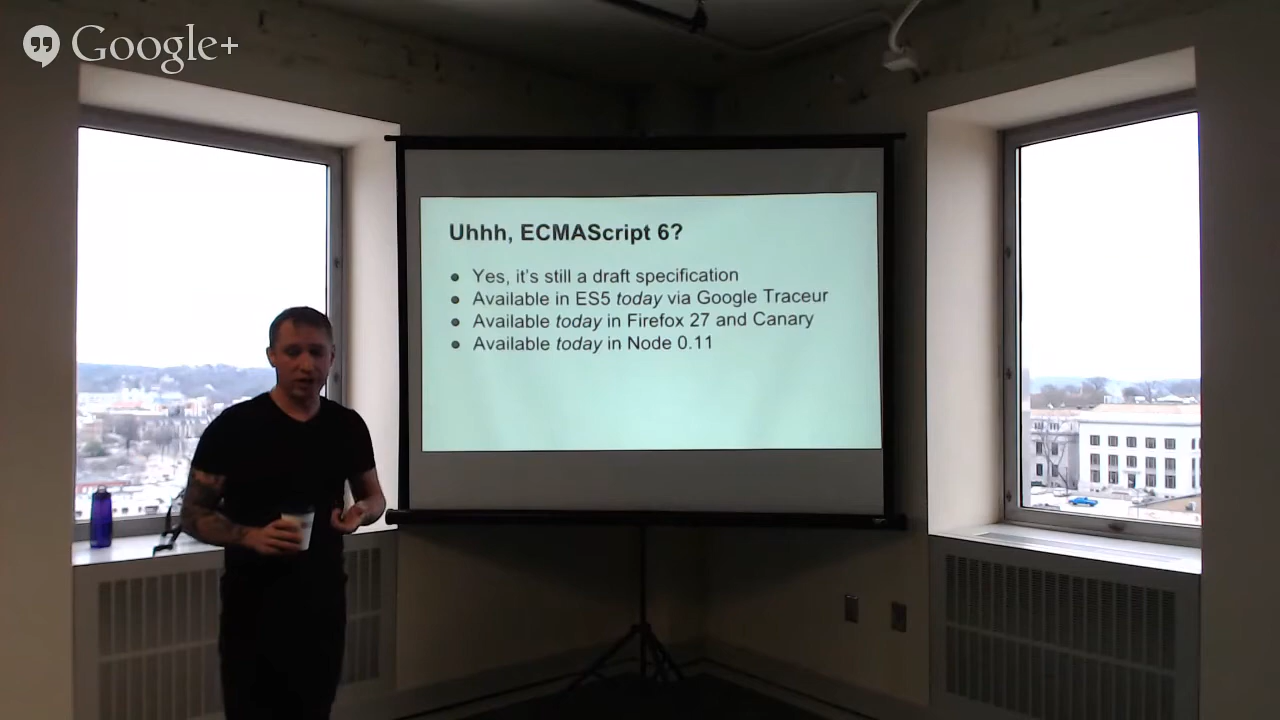 Google+
Uhhh, ECMAScript 6?
Yes, it's still a draft specification
Available in ES5 today via Google Traceur
Available today in Firefox 27 and Canary
Available today in Node 0.11